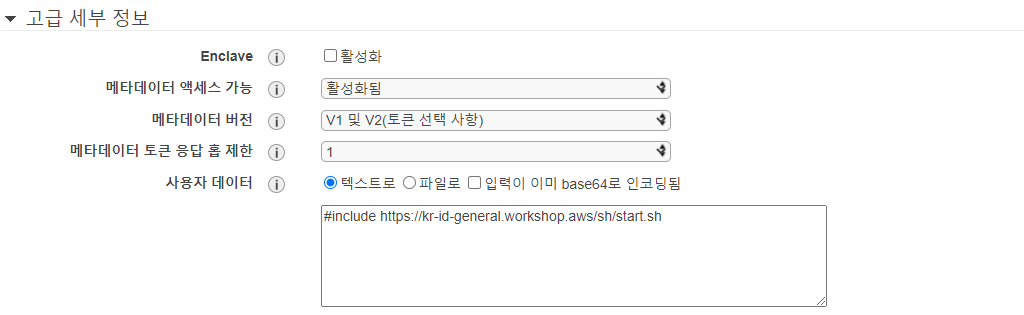 고급 세부 정보
Enclave 활성화
메타데이터 액세스 가능 활성화됨
메타데이터 버전 V1 및 V2(토큰 선택 사항)
메타데이터 토큰 응답 홉 제한 1
사용자 데이터 텍스트로 파일로 입력이 이미 base64로 인코딩됨
#include https://kr-id-general.workshop.aws/sh/start.sh